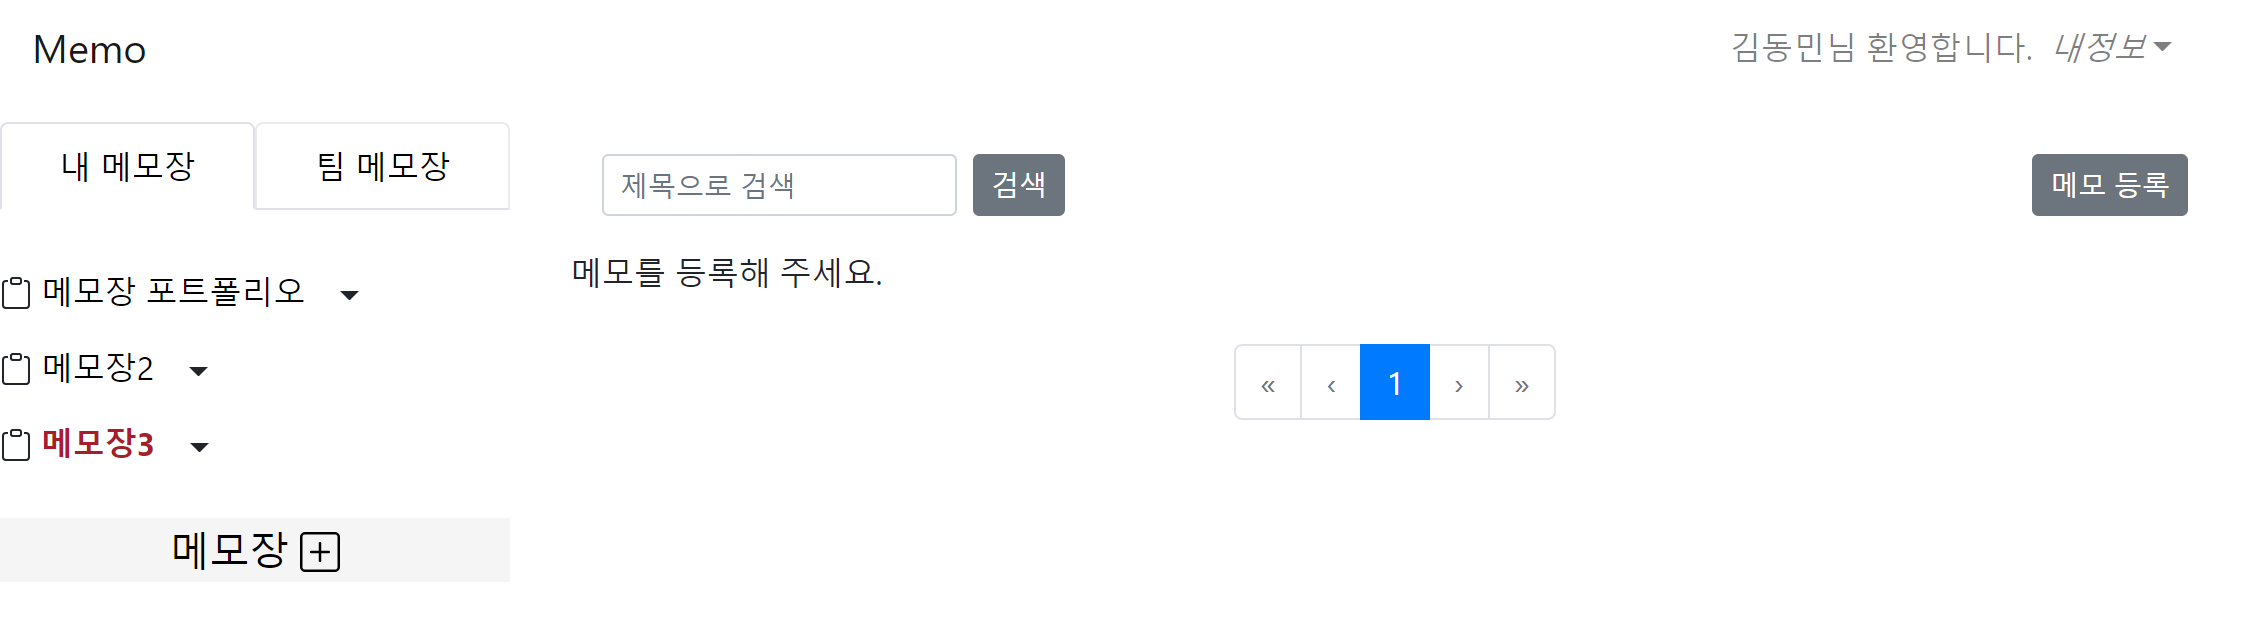 Memo
김동민님 환영합니다. 내정보
내 메모장
팀 메모장
제목으로 검색
검색
메모 등록
메모를 등록해 주세요.
메모장 포트폴리오
메모장2
메모장3
« ‹ 1 › »
메모장